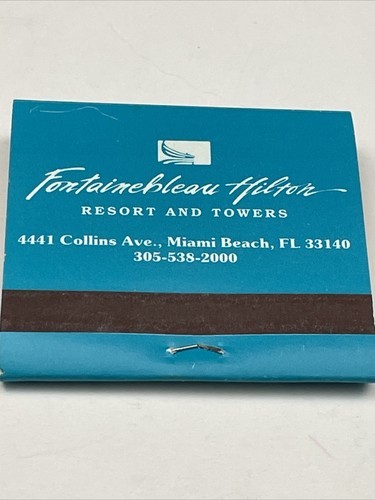 Fontainebleau Hilton
RESORT AND TOWERS
4441 Collins Ave., Miami Beach, FL 33140
305-538-2000